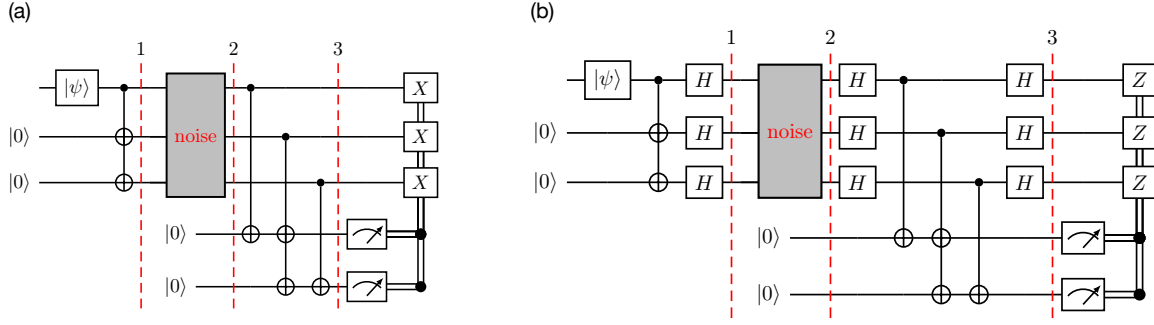 (a)
(b)
1 2 3
|ψ⟩ X
|0⟩ noise X
|0⟩ X
|0⟩
|0⟩
1 2 3
|ψ⟩ H H H Z
|0⟩ H noise H H Z
|0⟩ H H H Z
|0⟩
|0⟩